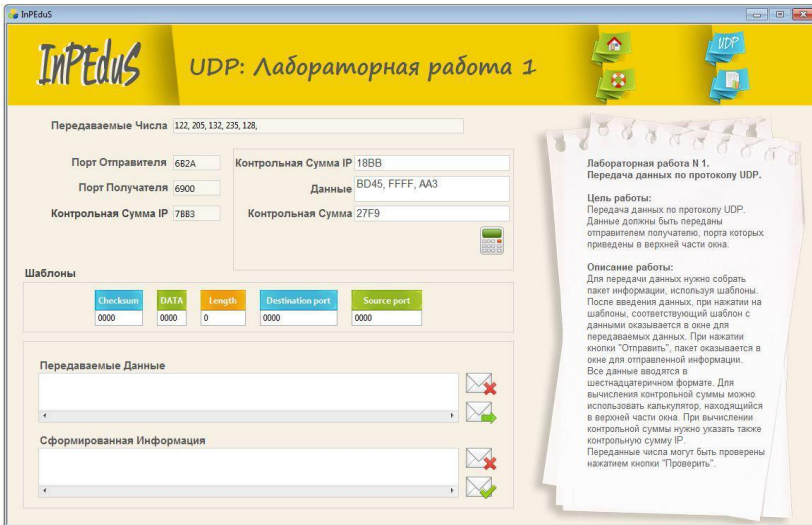 InPEduS
InPEduS
UDP: Лабораторная работа 1
UDP
Передаваемые Числа 122, 205, 132, 235, 128,
Порт Отправителя 6B2A
Порт Получателя 6900
Контрольная Сумма IP 7BB3
Контрольная Сумма IP 18BB
Данные BD45, FFFF, AA3
Контрольная Сумма 27F9
Шаблоны
Checksum DATA Length Destination port Source port
0000 0000 0 0000 0000
Передаваемые Данные
Сформированная Информация
Лабораторная работа N 1.
Передача данных по протоколу UDP.
Цель работы:
Передача данных по протоколу UDP.
Данные должны быть переданы
отправителем получателю, порта которых
приведены в верхней части окна.
Описание работы:
Для передачи данных нужно собрать
пакет информации, используя шаблоны.
После введения данных, при нажатии на
шаблоны, соответствующий шаблон с
данными оказывается в окне для
передаваемых данных. При нажатии
кнопки "Отправить", пакет оказывается в
окне для отправленной информации.
Все данные вводятся в
шестнадцатеричном формате. Для
вычисления контрольной суммы можно
использовать калькулятор, находящийся
в верхней части окна. При вычислении
контрольной суммы нужно указать также
контрольную сумму IP.
Переданные числа могут быть проверены
нажатием кнопки "Проверить".